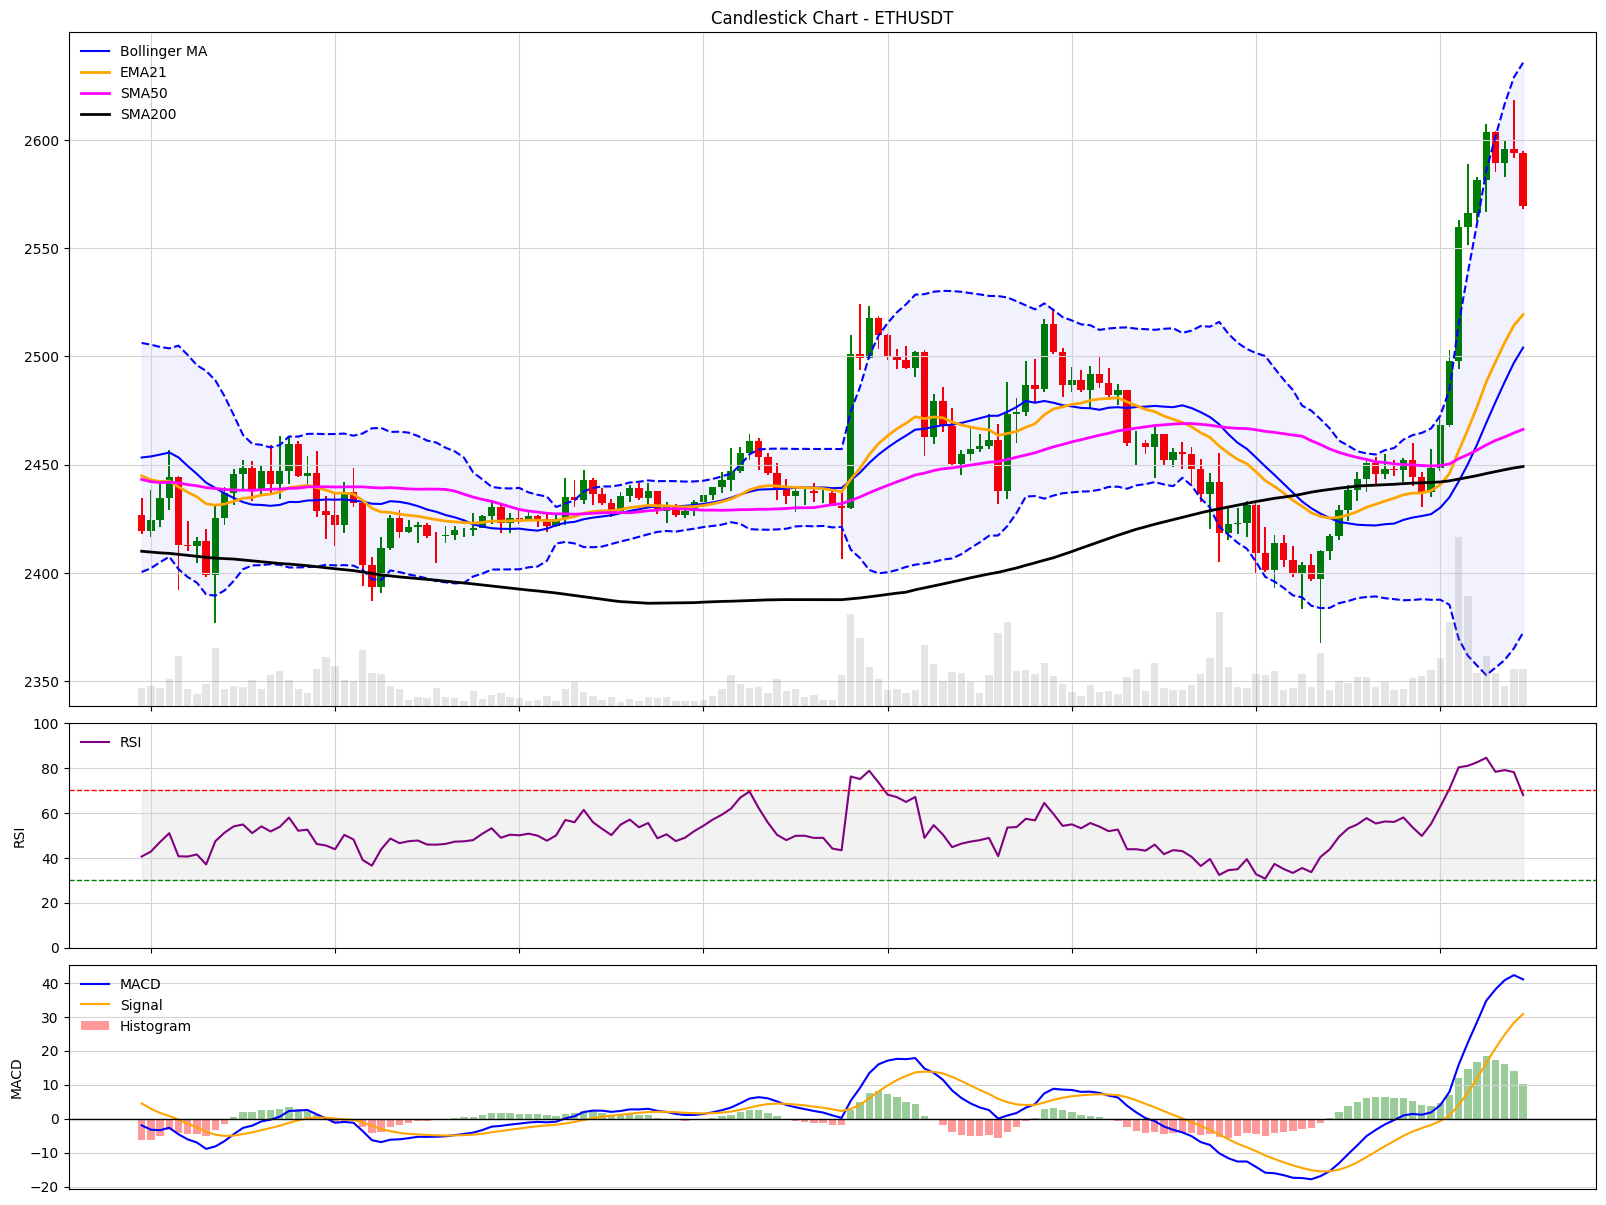 Candlestick Chart - ETHUSDT
Bollinger MA
EMA21
SMA50
SMA200
2600
2550
2500
2450
2400
2350
RSI
RSI
100
80
60
40
20
0
MACD
MACD
Signal
Histogram
40
30
20
10
0
−10
−20